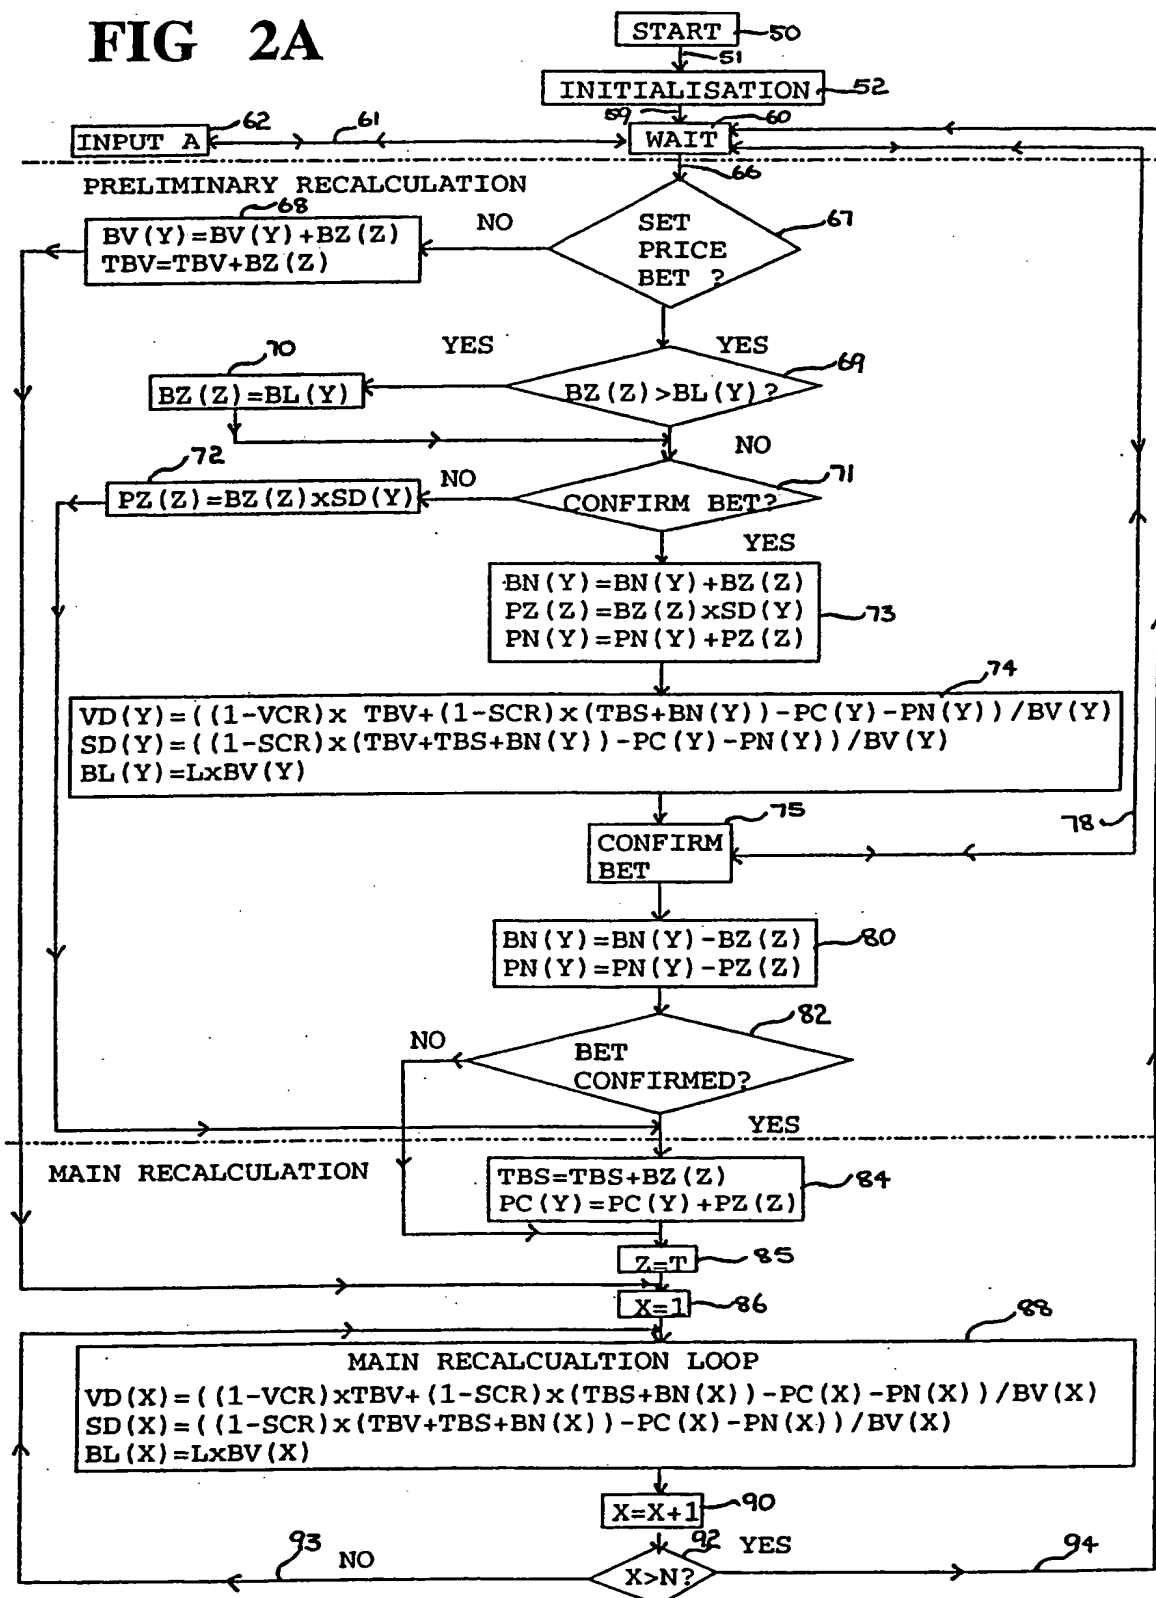 FIG 2A
START 50
51
INITIALISATION 52
59
62
61
60
INPUT A
WAIT
66
PRELIMINARY RECALCULATION
68
NO
67
BV(Y)=BV(Y)+BZ(Z)
TBV=TBV+BZ(Z)
SET
PRICE
BET ?
70
YES
YES
69
BZ(Z)=BL(Y)
BZ(Z)>BL(Y)?
NO
72
NO
71
PZ(Z)=BZ(Z)xSD(Y)
CONFIRM BET?
YES
BN(Y)=BN(Y)+BZ(Z)
PZ(Z)=BZ(Z)xSD(Y)
PN(Y)=PN(Y)+PZ(Z)
73
74
VD(Y)=((1-VCR)x TBV+(1-SCR)x(TBS+BN(Y))-PC(Y)-PN(Y))/BV(Y)
SD(Y)=((1-SCR)x(TBV+TBS+BN(Y))-PC(Y)-PN(Y))/BV(Y)
BL(Y)=LxBV(Y)
75
78
CONFIRM
BET
BN(Y)=BN(Y)-BZ(Z)
PN(Y)=PN(Y)-PZ(Z)
80
82
NO
BET
CONFIRMED?
YES
MAIN RECALCULATION
TBS=TBS+BZ(Z)
PC(Y)=PC(Y)+PZ(Z)
84
Z=T
85
X=1
86
88
MAIN RECALCUALTION LOOP
VD(X)=((1-VCR)xTBV+(1-SCR)x(TBS+BN(X))-PC(X)-PN(X))/BV(X)
SD(X)=((1-SCR)x(TBV+TBS+BN(X))-PC(X)-PN(X))/BV(X)
BL(X)=LxBV(X)
X=X+1
90
93
NO
92
YES
94
X>N?